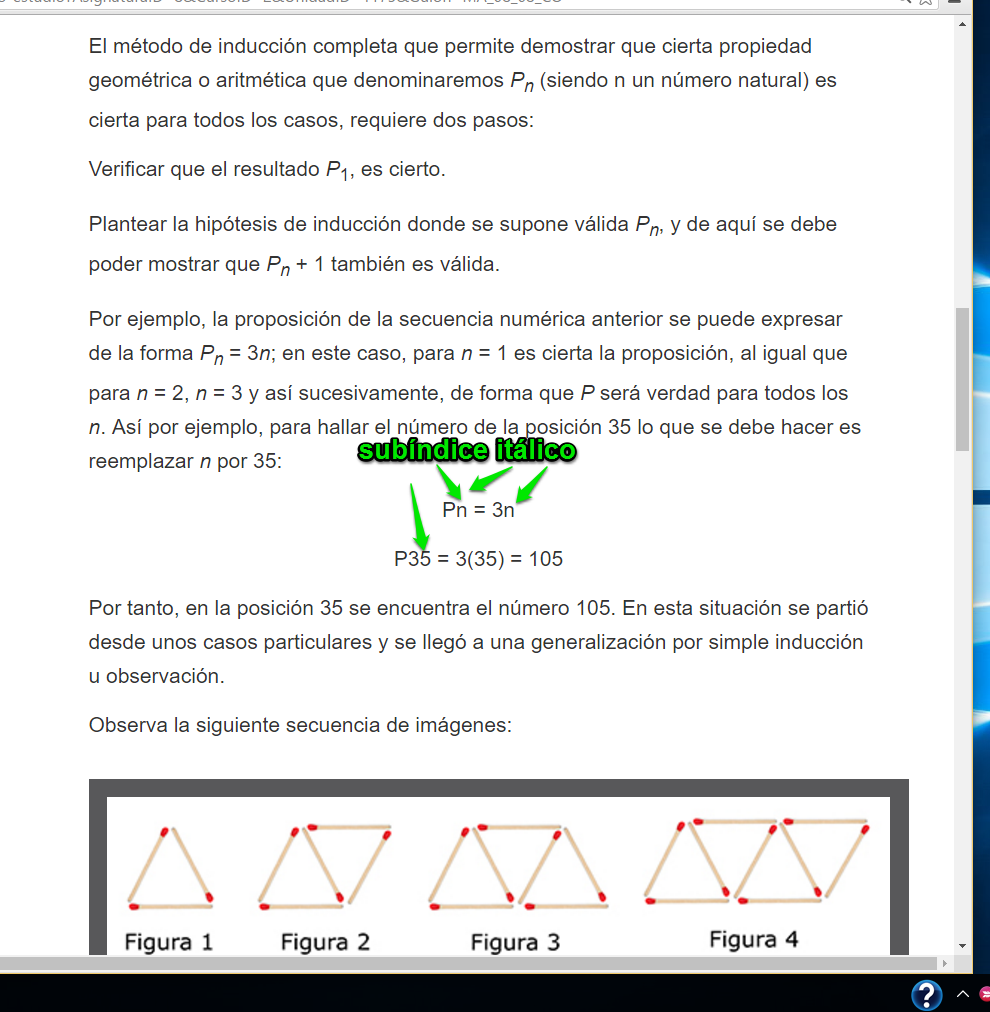 El método de inducción completa que permite demostrar que cierta propiedad
geométrica o aritmética que denominaremos Pn (siendo n un número natural) es
cierta para todos los casos, requiere dos pasos:
Verificar que el resultado P1, es cierto.
Plantear la hipótesis de inducción donde se supone válida Pn, y de aquí se debe
poder mostrar que Pn + 1 también es válida.
Por ejemplo, la proposición de la secuencia numérica anterior se puede expresar
de la forma Pn = 3n; en este caso, para n = 1 es cierta la proposición, al igual que
para n = 2, n = 3 y así sucesivamente, de forma que P será verdad para todos los
n. Así por ejemplo, para hallar el número de la posición 35 lo que se debe hacer es
subíndice itálico
reemplazar n por 35:
Pn = 3n
P35 = 3(35) = 105
Por tanto, en la posición 35 se encuentra el número 105. En esta situación se partió
desde unos casos particulares y se llegó a una generalización por simple inducción
u observación.
Observa la siguiente secuencia de imágenes:
Figura 1 Figura 2 Figura 3 Figura 4
?